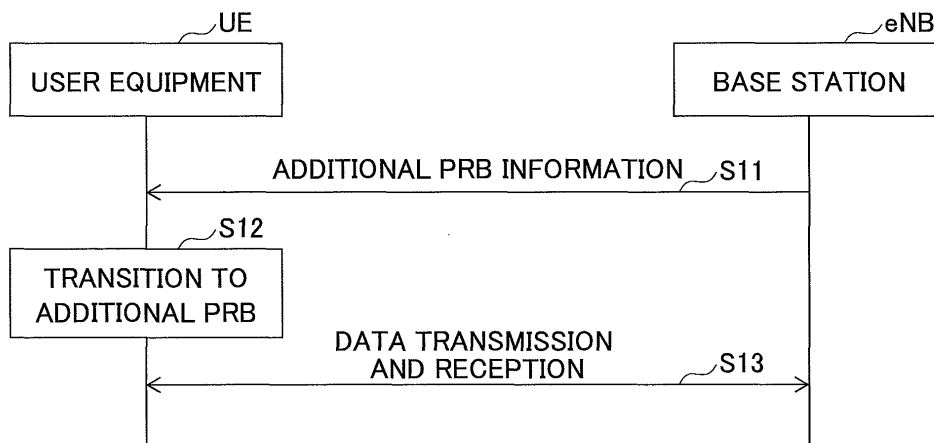 UE
eNB
USER EQUIPMENT
BASE STATION
ADDITIONAL PRB INFORMATION
S11
S12
TRANSITION TO
ADDITIONAL PRB
DATA TRANSMISSION
AND RECEPTION
S13